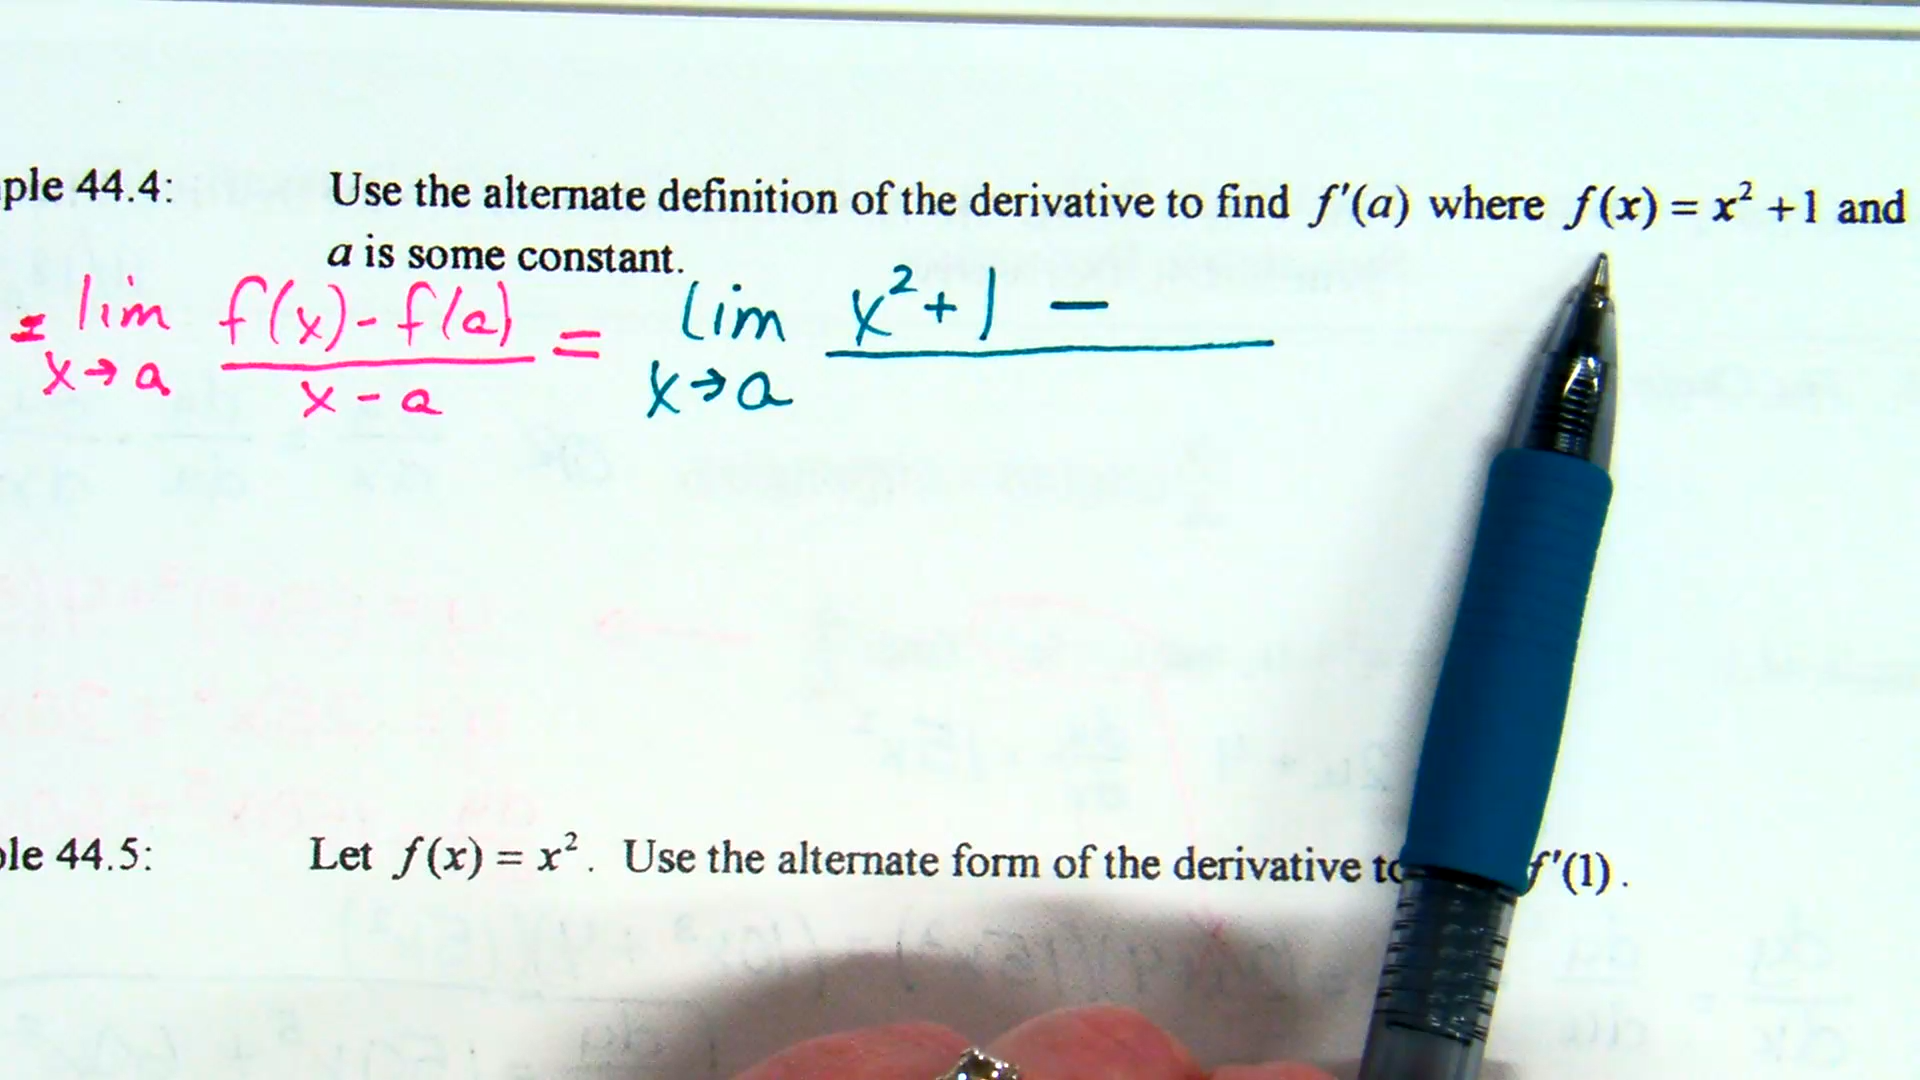 ple 44.4: Use the alternate definition of the derivative to find f'(a) where f(x) = x² + 1 and
a is some constant.
= lim x→a (f(x) - f(a))/(x - a) = lim x→a x² + 1 -
le 44.5: Let f(x) = x². Use the alternate form of the derivative f'(1).